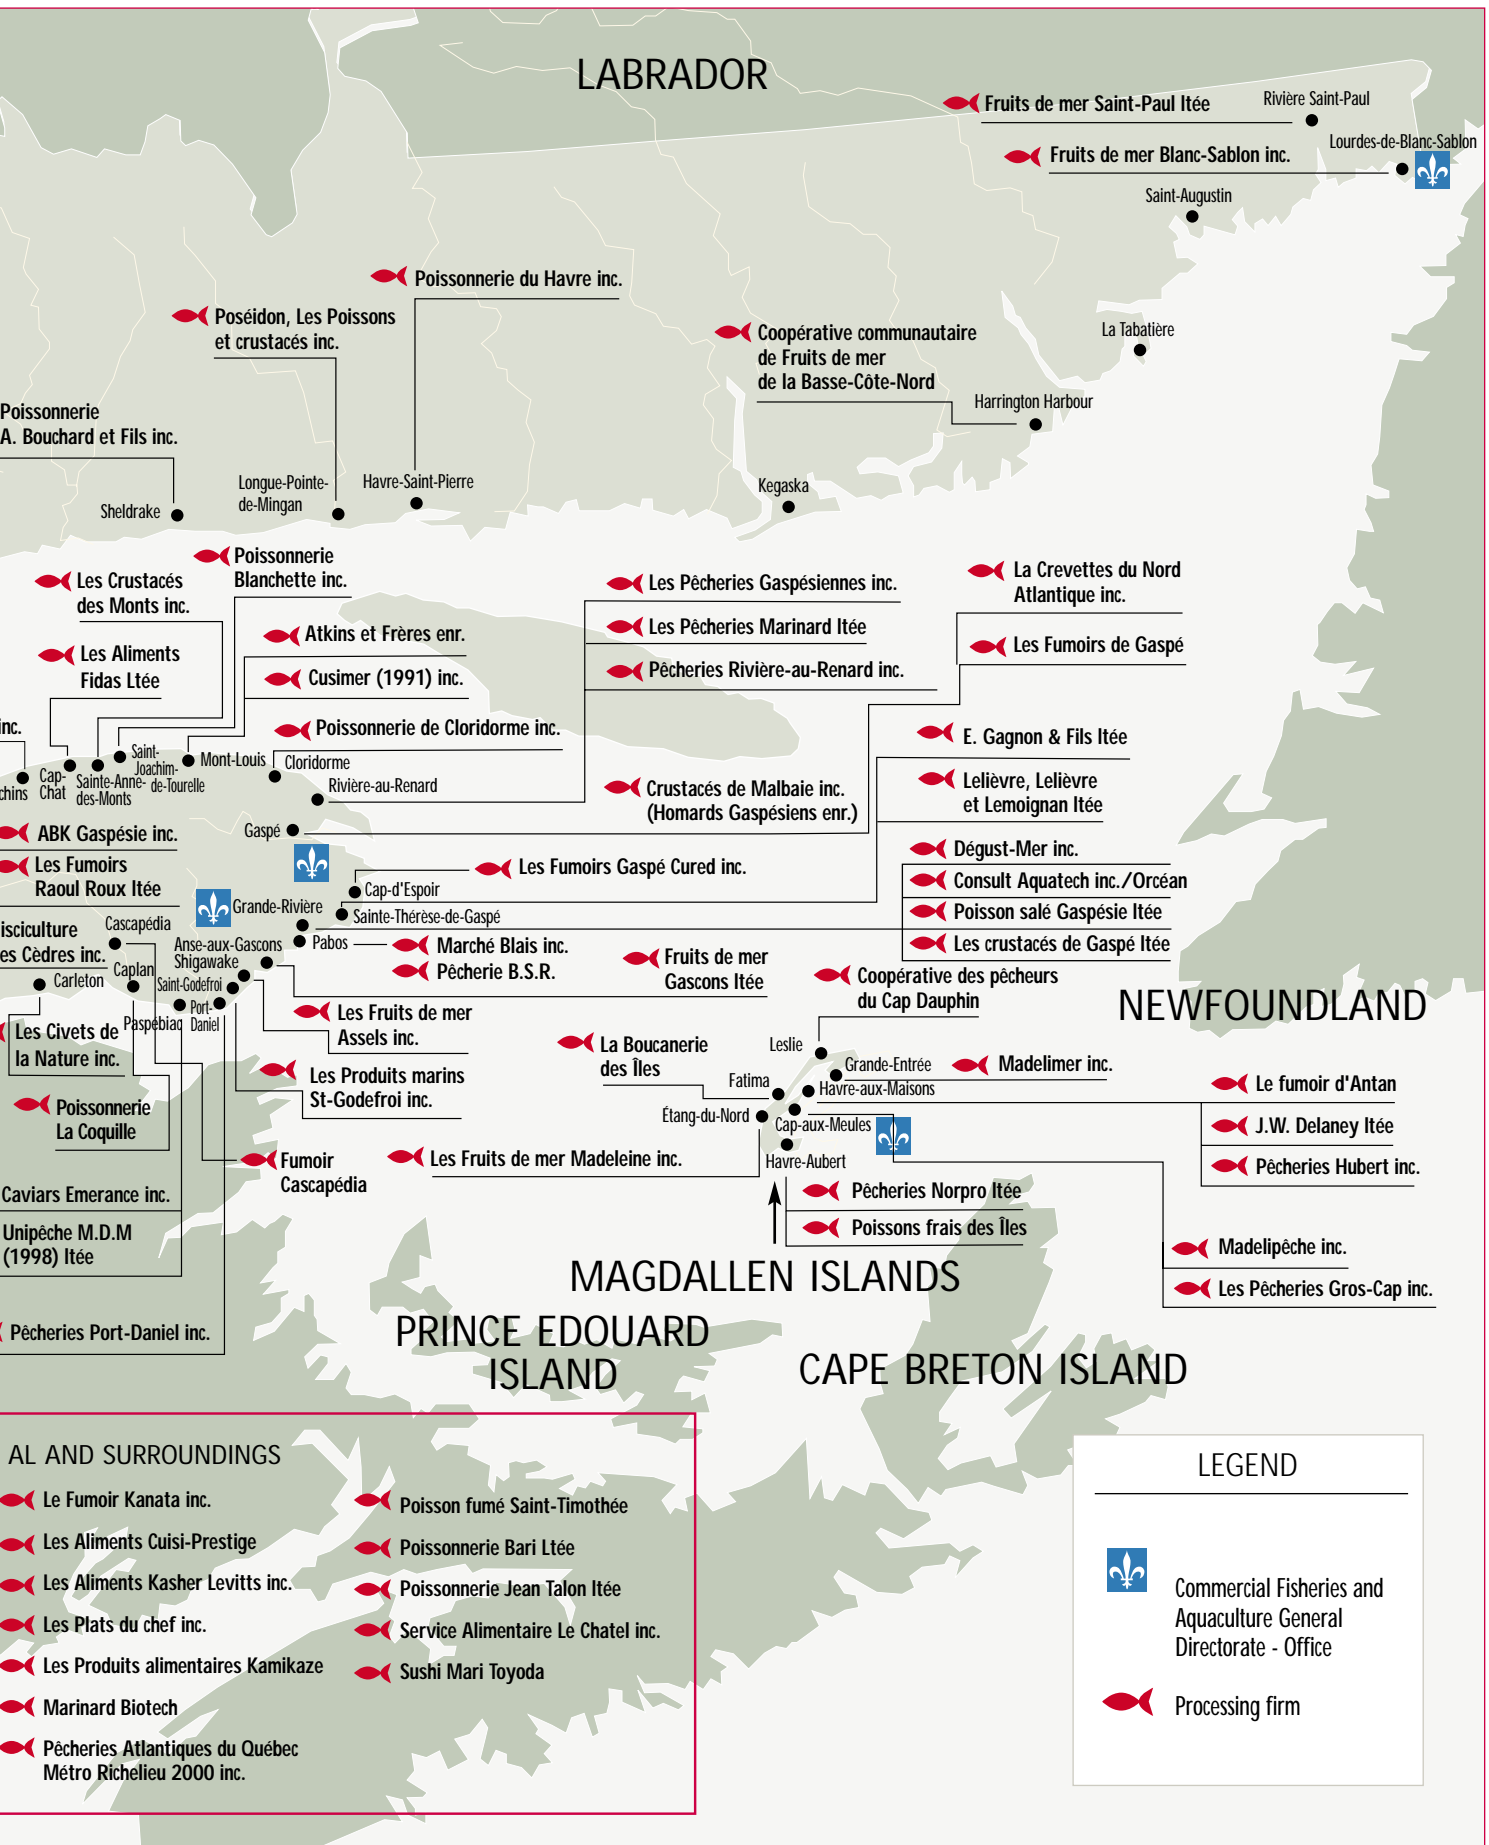 LABRADOR
Fruits de mer Saint-Paul ltée
Rivière Saint-Paul
Fruits de mer Blanc-Sablon inc.
Lourdes-de-Blanc-Sablon
Saint-Augustin
Poissonnerie du Havre inc.
Poséidon, Les Poissons
et crustacés inc.
Coopérative communautaire
de Fruits de mer
de la Basse-Côte-Nord
La Tabatière
Harrington Harbour
Poissonnerie
A. Bouchard et Fils inc.
Sheldrake
Longue-Pointe-
de-Mingan
Havre-Saint-Pierre
Kegaska
Poissonnerie
Blanchette inc.
Les Crustacés
des Monts inc.
Les Pêcheries Gaspésiennes inc.
La Crevettes du Nord
Atlantique inc.
Atkins et Frères enr.
Les Pêcheries Marinard ltée
Les Fumoirs de Gaspé
Les Aliments
Fidas Ltée
Cusimer (1991) inc.
Pêcheries Rivière-au-Renard inc.
inc.
Poissonnerie de Cloridorme inc.
E. Gagnon & Fils ltée
chins
Cap-
Chat
Sainte-Anne-
des-Monts
Saint-
Joachim-
de-Tourelle
Mont-Louis
Cloridorme
Rivière-au-Renard
Crustacés de Malbaie inc.
(Homards Gaspésiens enr.)
Lelièvre, Lelièvre
et Lemoignan ltée
ABK Gaspésie inc.
Gaspé
Les Fumoirs
Raoul Roux ltée
Les Fumoirs Gaspé Cured inc.
Dégust-Mer inc.
Consult Aquatech inc./Orcéan
Poisson salé Gaspésie ltée
Les crustacés de Gaspé ltée
Cap-d'Espoir
Grande-Rivière
Sainte-Thérèse-de-Gaspé
isciculture
es Cèdres inc.
Cascapédia
Anse-aux-Gascons
Shigawake
Pabos
Marché Blais inc.
Pêcherie B.S.R.
Fruits de mer
Gascons ltée
Coopérative des pêcheurs
du Cap Dauphin
Carleton
Caplan
Saint-Godefroi
Paspébiac
Port-
Daniel
NEWFOUNDLAND
Les Civets de
la Nature inc.
Les Fruits de mer
Assels inc.
La Boucanerie
des Îles
Leslie
Grande-Entrée
Madelimer inc.
Les Produits marins
St-Godefroi inc.
Fatima
Havre-aux-Maisons
Le fumoir d'Antan
Poissonnerie
La Coquille
Étang-du-Nord
Cap-aux-Meules
J.W. Delaney ltée
Fumoir
Cascapédia
Les Fruits de mer Madeleine inc.
Havre-Aubert
Pêcheries Hubert inc.
Caviars Emerance inc.
Pêcheries Norpro ltée
Unipêche M.D.M
(1998) ltée
Poissons frais des Îles
Madelipêche inc.
MAGDALLEN ISLANDS
Les Pêcheries Gros-Cap inc.
Pêcheries Port-Daniel inc.
PRINCE EDOUARD
ISLAND
CAPE BRETON ISLAND
AL AND SURROUNDINGS
Le Fumoir Kanata inc.
Les Aliments Cuisi-Prestige
Les Aliments Kasher Levitts inc.
Les Plats du chef inc.
Les Produits alimentaires Kamikaze
Marinard Biotech
Pêcheries Atlantiques du Québec
Métro Richelieu 2000 inc.
Poisson fumé Saint-Timothée
Poissonnerie Bari Ltée
Poissonnerie Jean Talon ltée
Service Alimentaire Le Chatel inc.
Sushi Mari Toyoda
LEGEND
Commercial Fisheries and
Aquaculture General
Directorate - Office
Processing firm